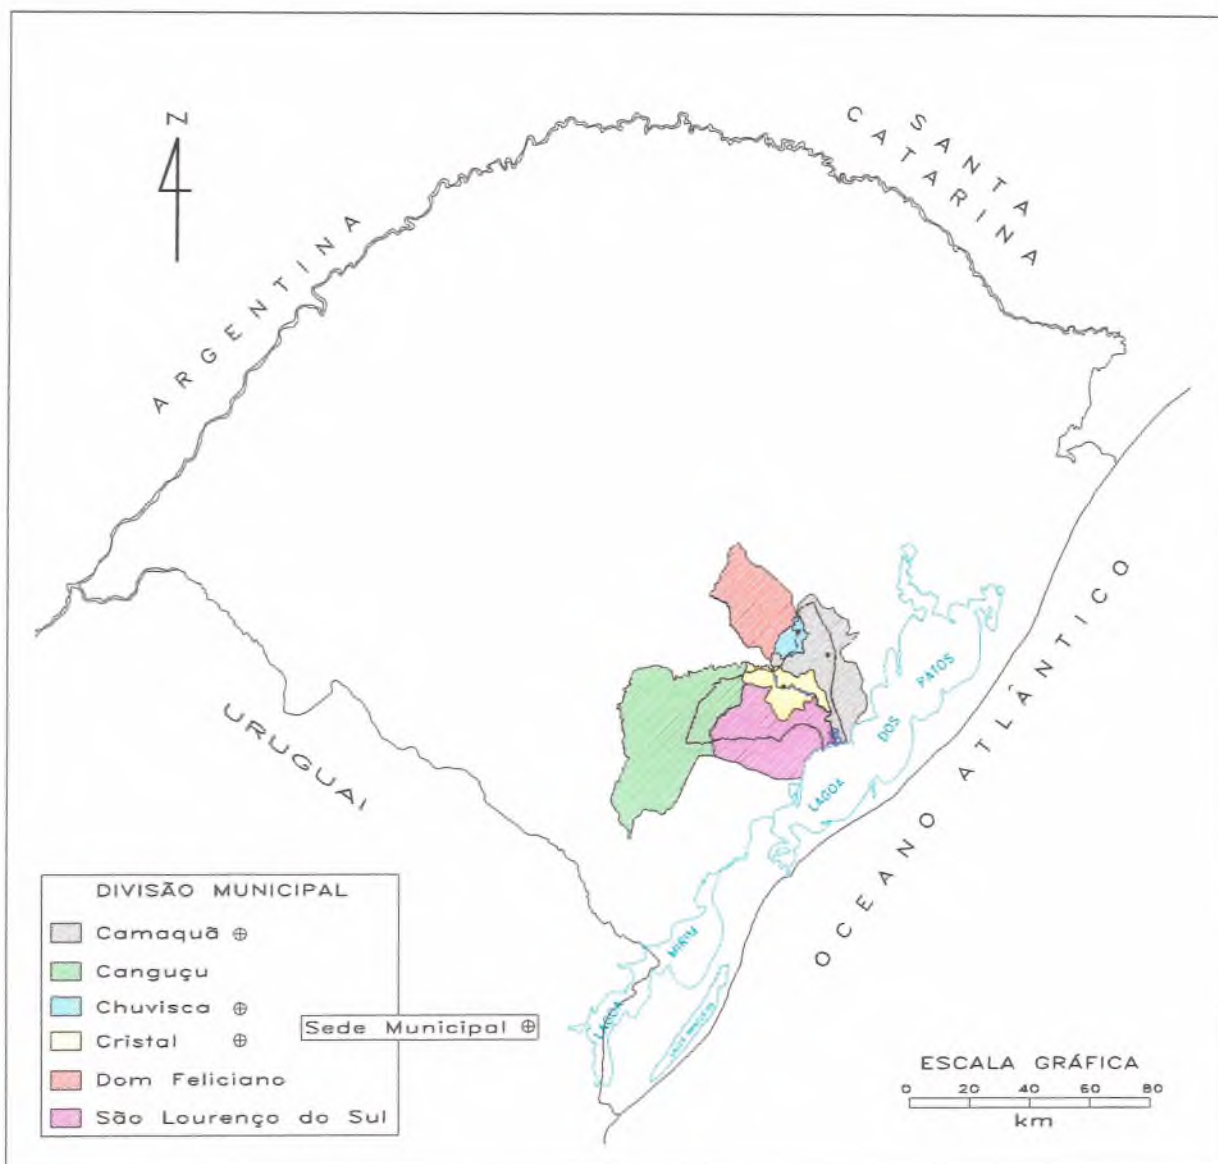 N
SANTA
CATARINA
ARGENTINA
URUGUAI
OCEANO ATLÂNTICO
LAGOA DOS PATOS
LAGOA MIRIM
DIVISÃO MUNICIPAL
Camaquã ⊕
Canguçu
Chuvisca ⊕
Cristal ⊕
Dom Feliciano
São Lourenço do Sul
Sede Municipal ⊕
ESCALA GRÁFICA
0 20 40 60 80
km